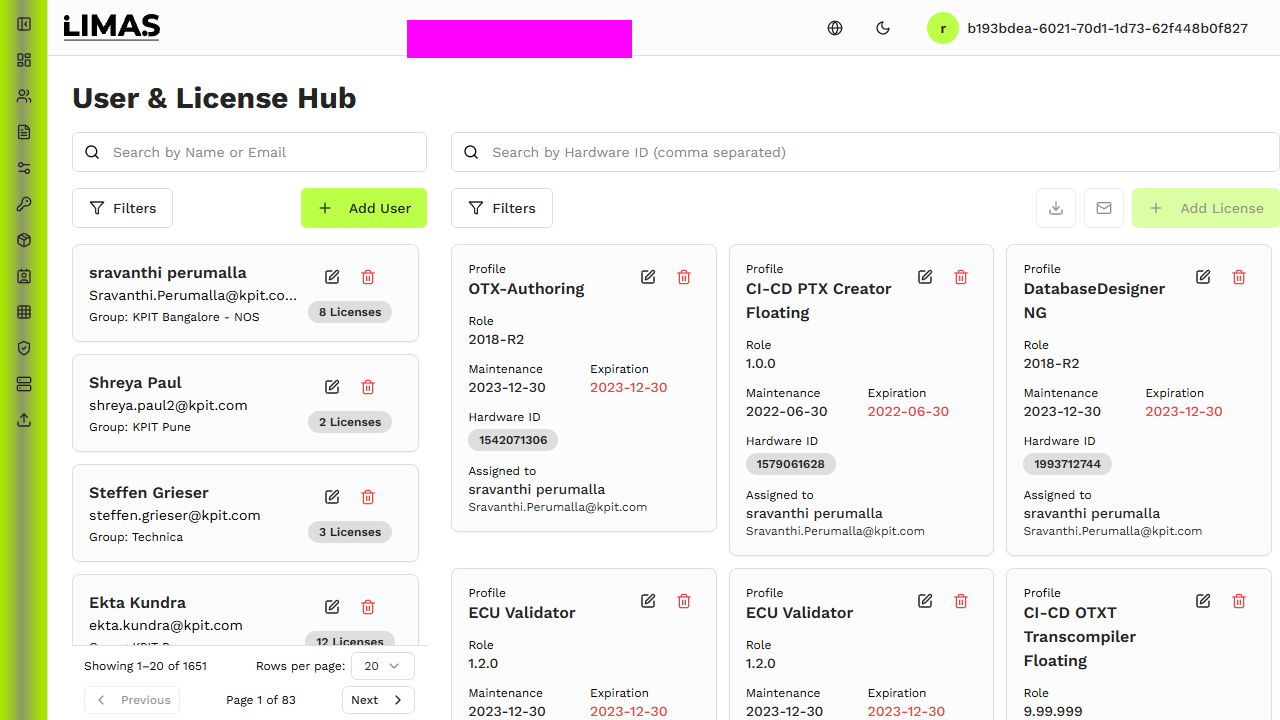 LIMAS
r b193bdea-6021-70d1-1d73-62f448b0f827
User & License Hub
Search by Name or Email
Search by Hardware ID (comma separated)
Filters
Add User
Filters
Add License
sravanthi perumalla
Sravanthi.Perumalla@kpit.co...
Group: KPIT Bangalore - NOS
8 Licenses
Shreya Paul
shreya.paul2@kpit.com
Group: KPIT Pune
2 Licenses
Steffen Grieser
steffen.grieser@kpit.com
Group: Technica
3 Licenses
Ekta Kundra
ekta.kundra@kpit.com
12 Licenses
Showing 1–20 of 1651
Rows per page: 20
Previous
Page 1 of 83
Next
Profile
OTX-Authoring
Role
2018-R2
Maintenance Expiration
2023-12-30 2023-12-30
Hardware ID
1542071306
Assigned to
sravanthi perumalla
Sravanthi.Perumalla@kpit.com
Profile
CI-CD PTX Creator
Floating
Role
1.0.0
Maintenance Expiration
2022-06-30 2022-06-30
Hardware ID
1579061628
Assigned to
sravanthi perumalla
Sravanthi.Perumalla@kpit.com
Profile
DatabaseDesigner
NG
Role
2018-R2
Maintenance Expiration
2023-12-30 2023-12-30
Hardware ID
1993712744
Assigned to
sravanthi perumalla
Sravanthi.Perumalla@kpit.com
Profile
ECU Validator
Role
1.2.0
Maintenance Expiration
2023-12-30 2023-12-30
Profile
ECU Validator
Role
1.2.0
Maintenance Expiration
2023-12-30 2023-12-30
Profile
CI-CD OTXT
Transcompiler
Floating
Role
9.99.999